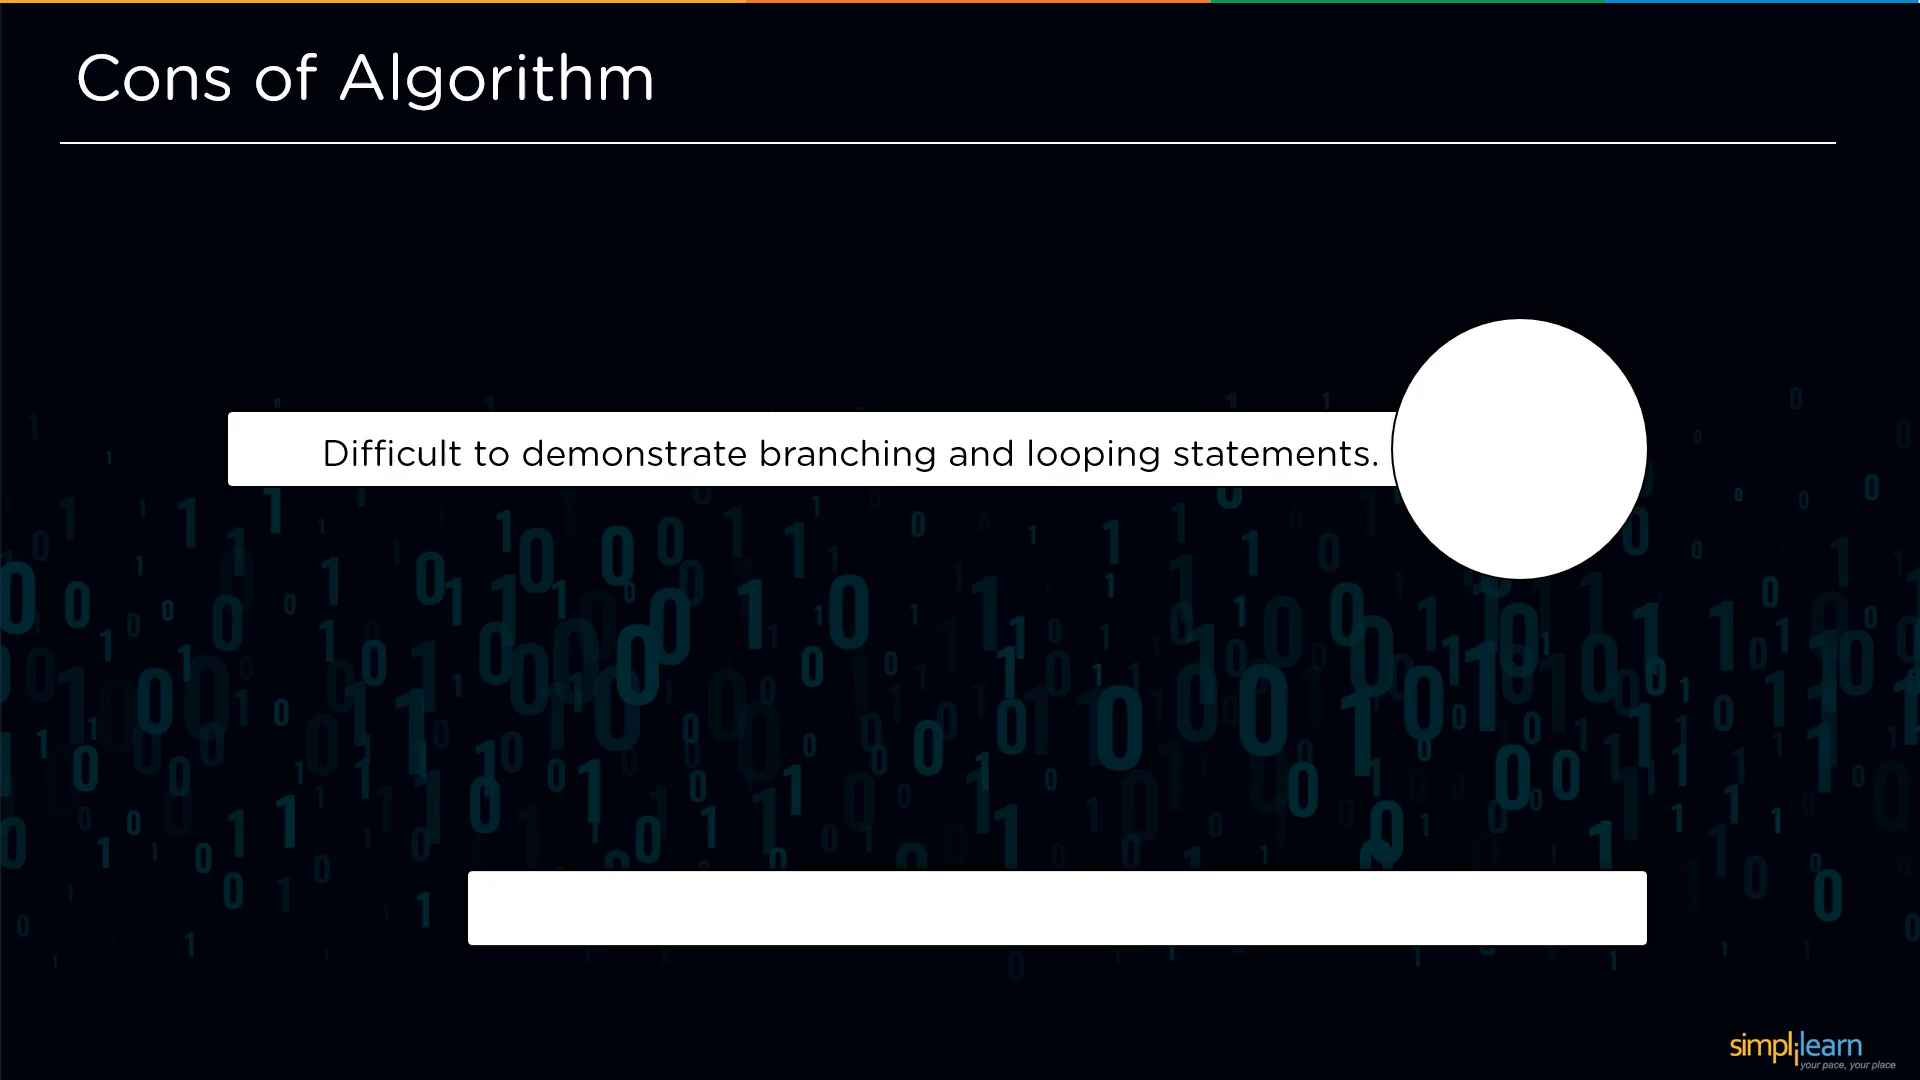 Cons of Algorithm
Difficult to demonstrate branching and looping statements.
simplilearn
your pace, your place